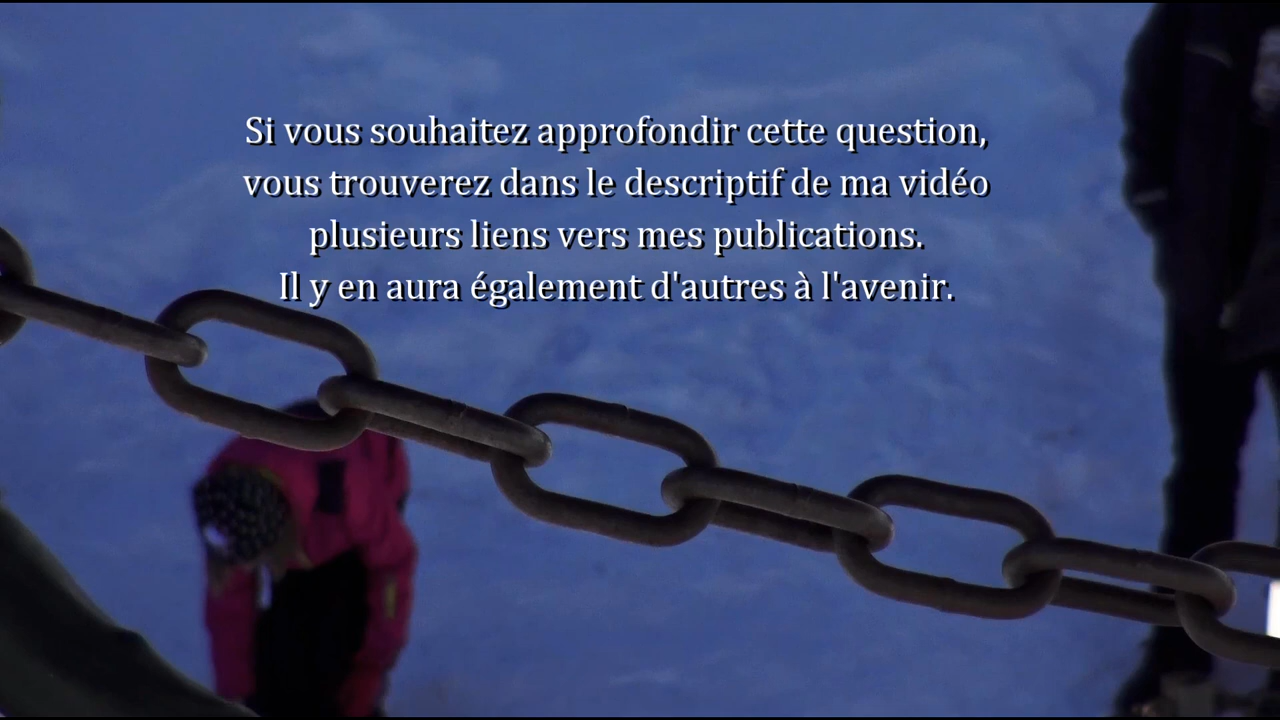 Si vous souhaitez approfondir cette question,
vous trouverez dans le descriptif de ma vidéo
plusieurs liens vers mes publications.
Il y en aura également d'autres à l'avenir.